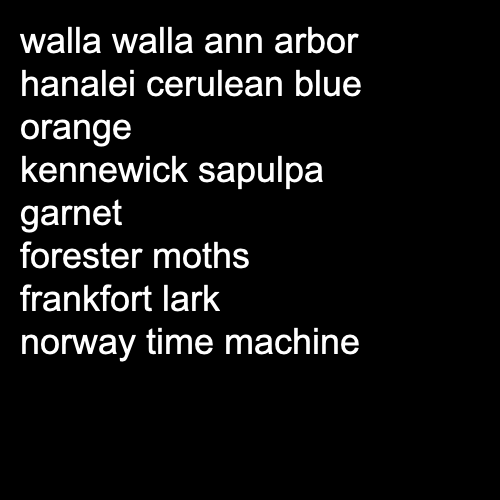 walla walla ann arbor
hanalei cerulean blue
orange
kennewick sapulpa
garnet
forester moths
frankfort lark
norway time machine